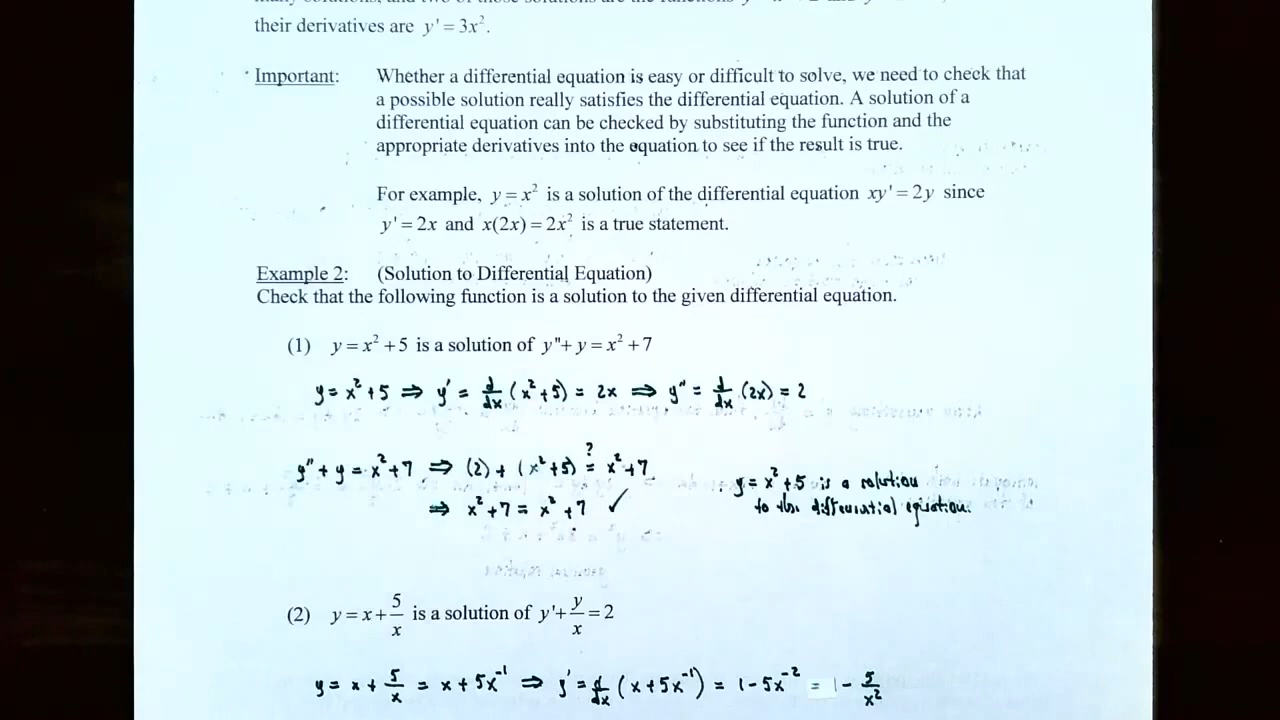 their derivatives are y' = 3x².
Important: Whether a differential equation is easy or difficult to solve, we need to check that
a possible solution really satisfies the differential equation. A solution of a
differential equation can be checked by substituting the function and the
appropriate derivatives into the equation to see if the result is true.
For example, y = x² is a solution of the differential equation xy' = 2y since
y' = 2x and x(2x) = 2x² is a true statement.
Example 2: (Solution to Differential Equation)
Check that the following function is a solution to the given differential equation.
(1) y = x² + 5 is a solution of y'' + y = x² + 7
y = x² + 5 ⇒ y' = d/dx (x² + 5) = 2x ⇒ y'' = d/dx (2x) = 2
y'' + y = x² + 7 ⇒ (2) + (x² + 5) ?= x² + 7
y = x² + 5 is a solution
⇒ x² + 7 = x² + 7 ✓
to the differential equation.
(2) y = x + 5/x is a solution of y' + y/x = 2
y = x + 5/x = x + 5x⁻¹ ⇒ y' = d/dx (x + 5x⁻¹) = 1 - 5x⁻² = 1 - 5/x²